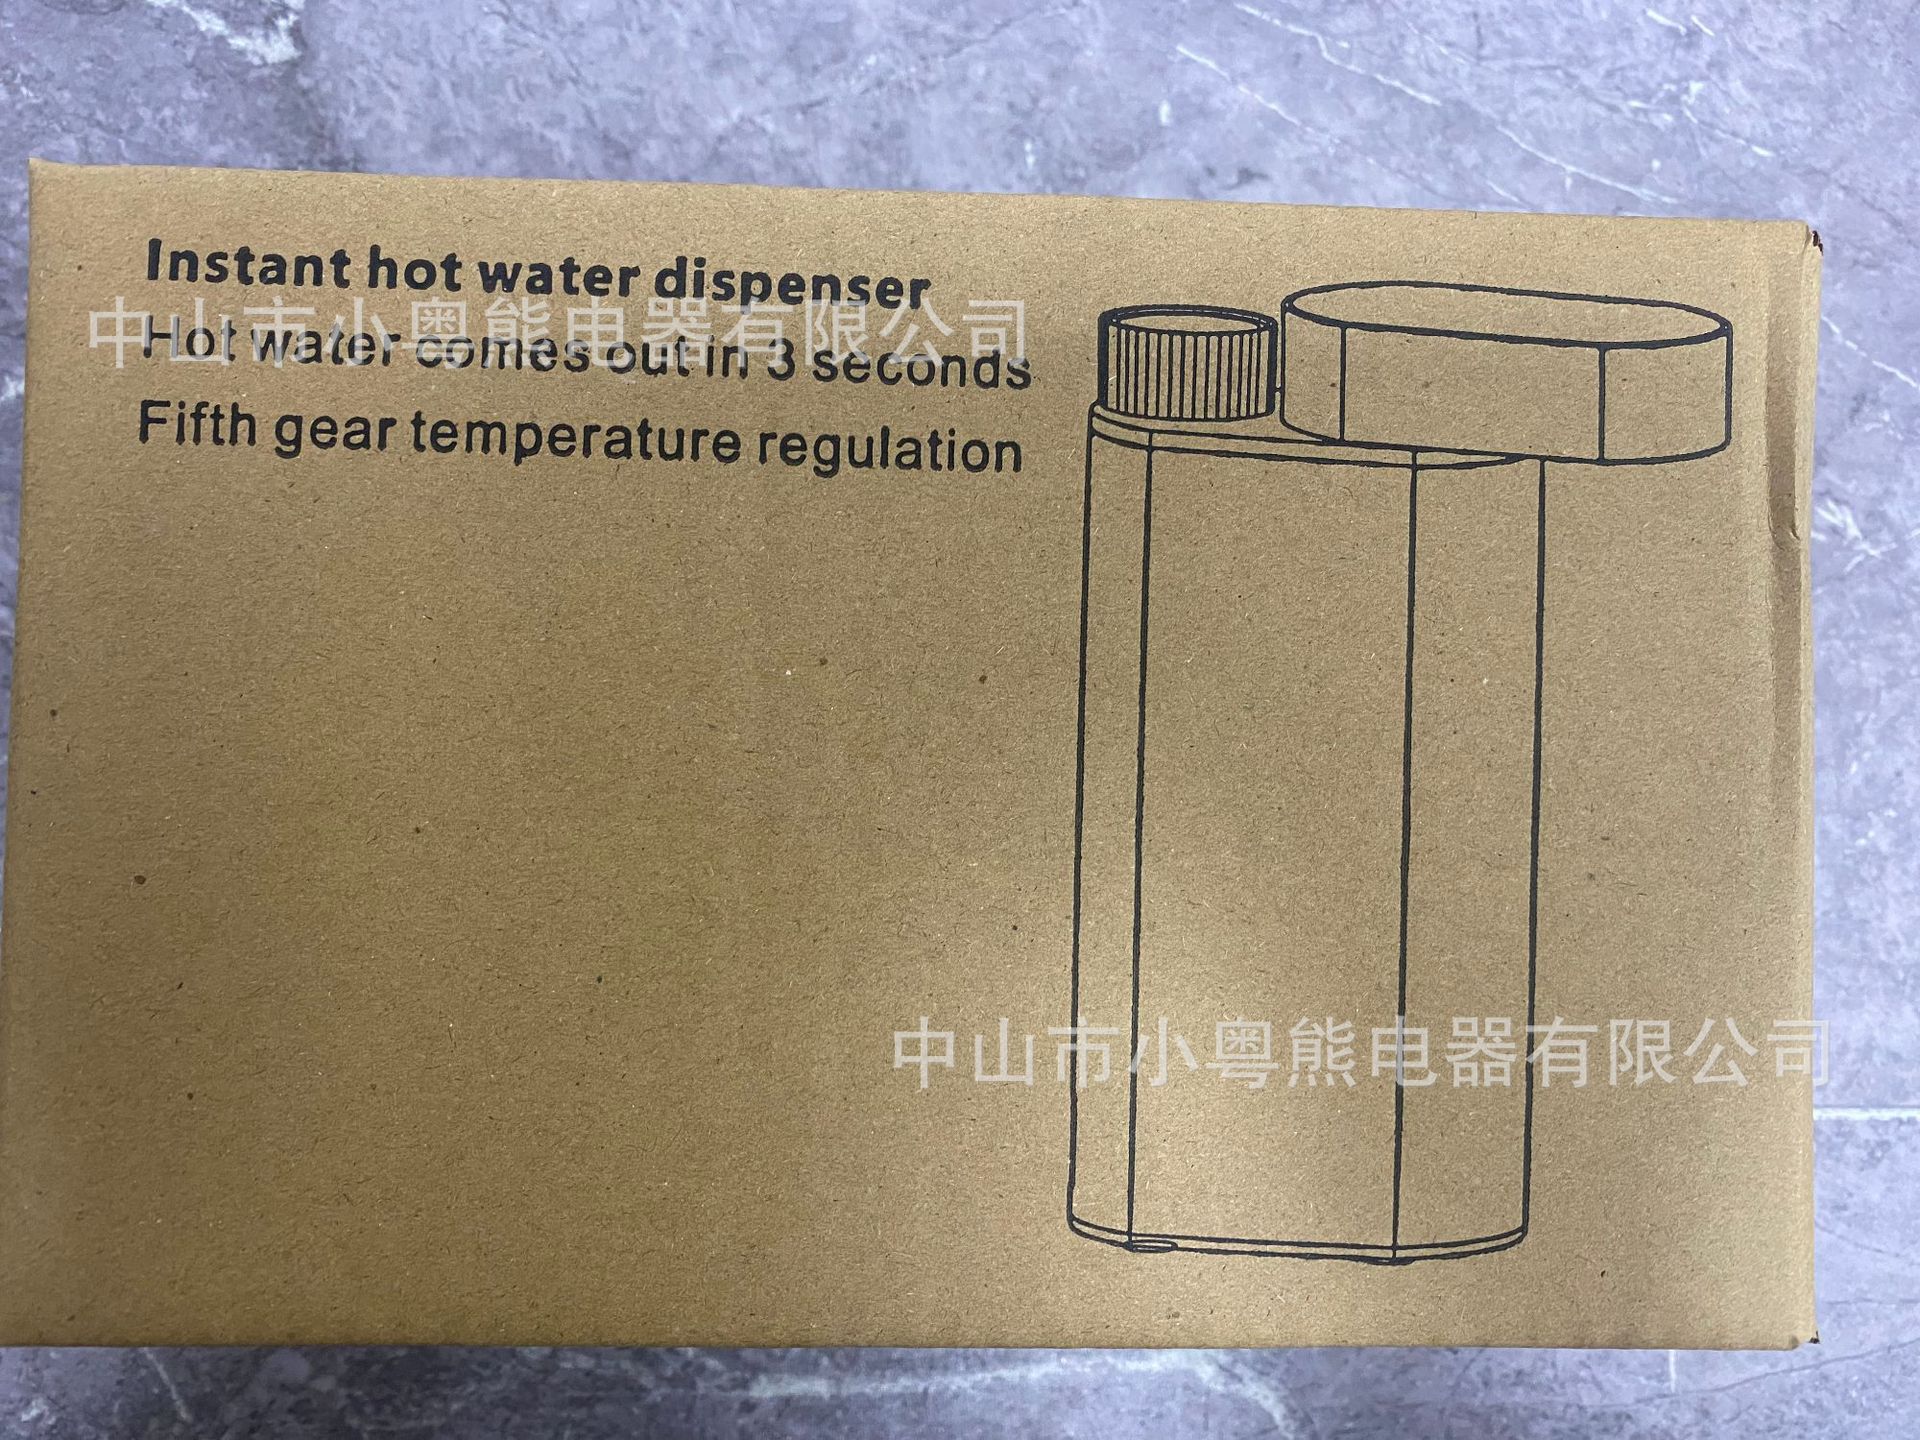 Instant hot water dispenser
中山市小粤熊电器有限公司
Hot water comes out in 3 seconds
Fifth gear temperature regulation
中山市小粤熊电器有限公司